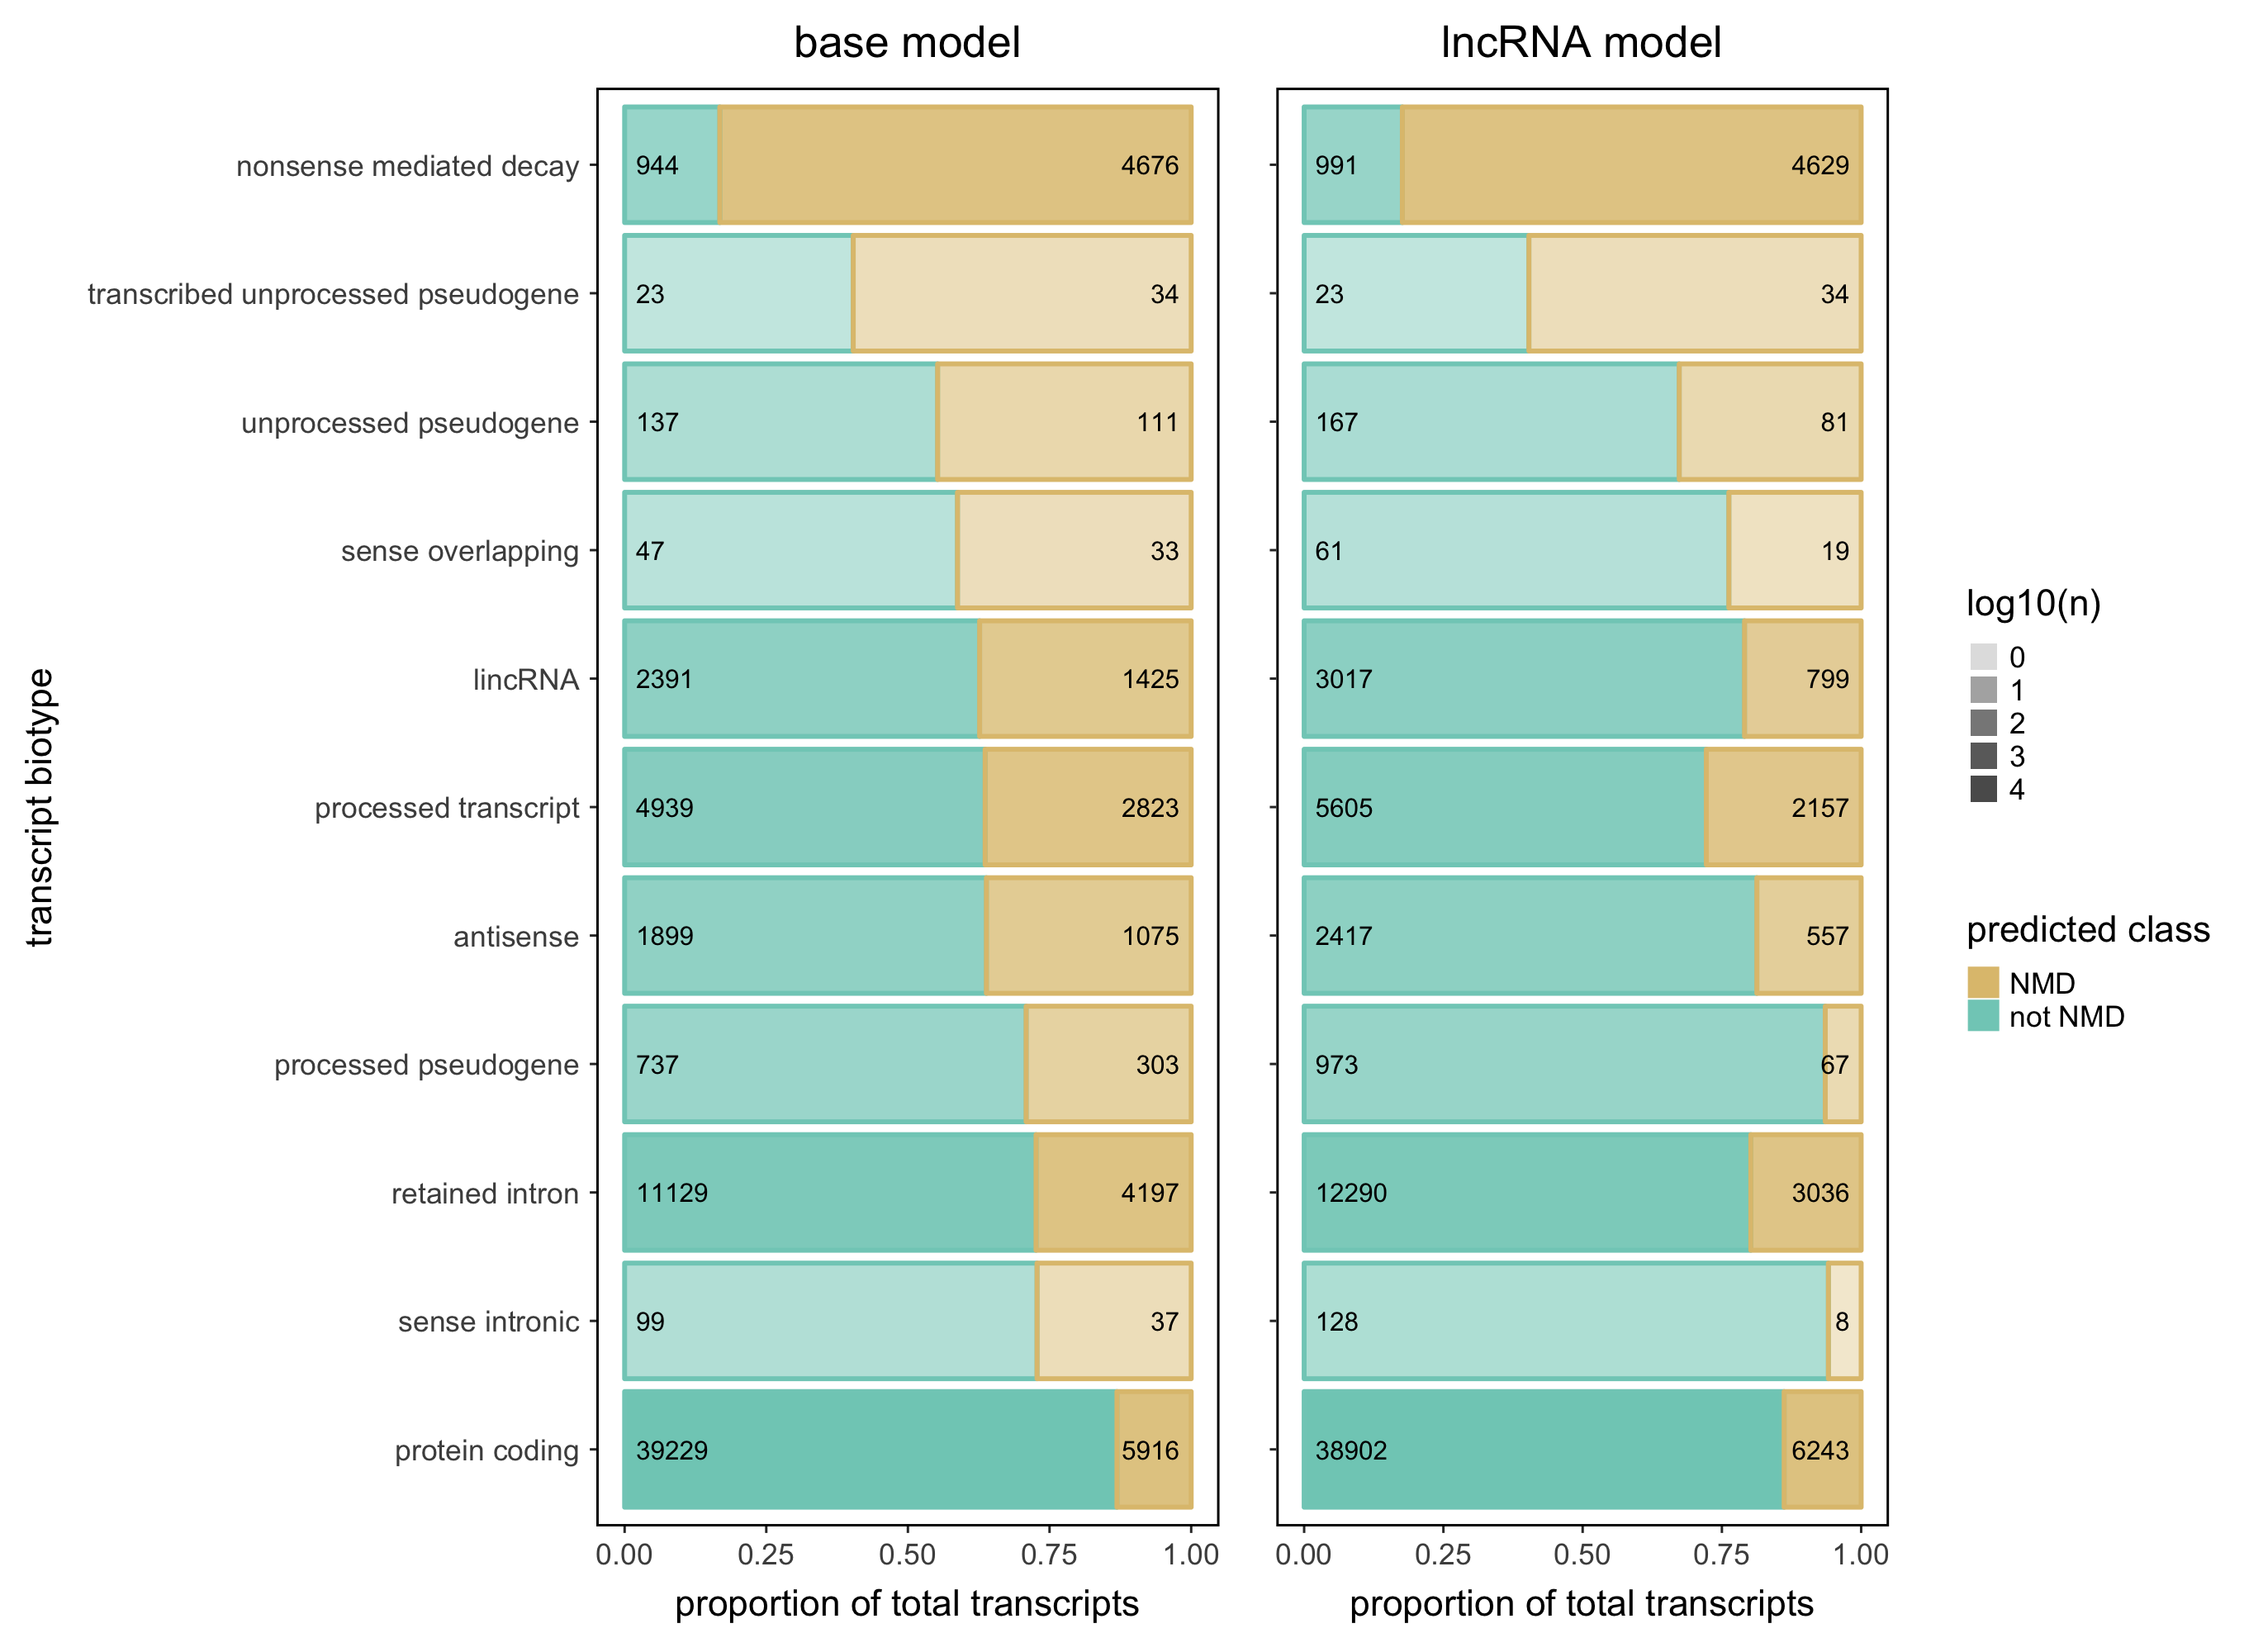 base model
lncRNA model
transcript biotype
nonsense mediated decay 944 4676 991 4629
transcribed unprocessed pseudogene 23 34 23 34
unprocessed pseudogene 137 111 167 81
sense overlapping 47 33 61 19
lincRNA 2391 1425 3017 799
processed transcript 4939 2823 5605 2157
antisense 1899 1075 2417 557
processed pseudogene 737 303 973 67
retained intron 11129 4197 12290 3036
sense intronic 99 37 128 8
protein coding 39229 5916 38902 6243
0.00 0.25 0.50 0.75 1.00 0.00 0.25 0.50 0.75 1.00
proportion of total transcripts
proportion of total transcripts
log10(n)
0
1
2
3
4
predicted class
NMD
not NMD